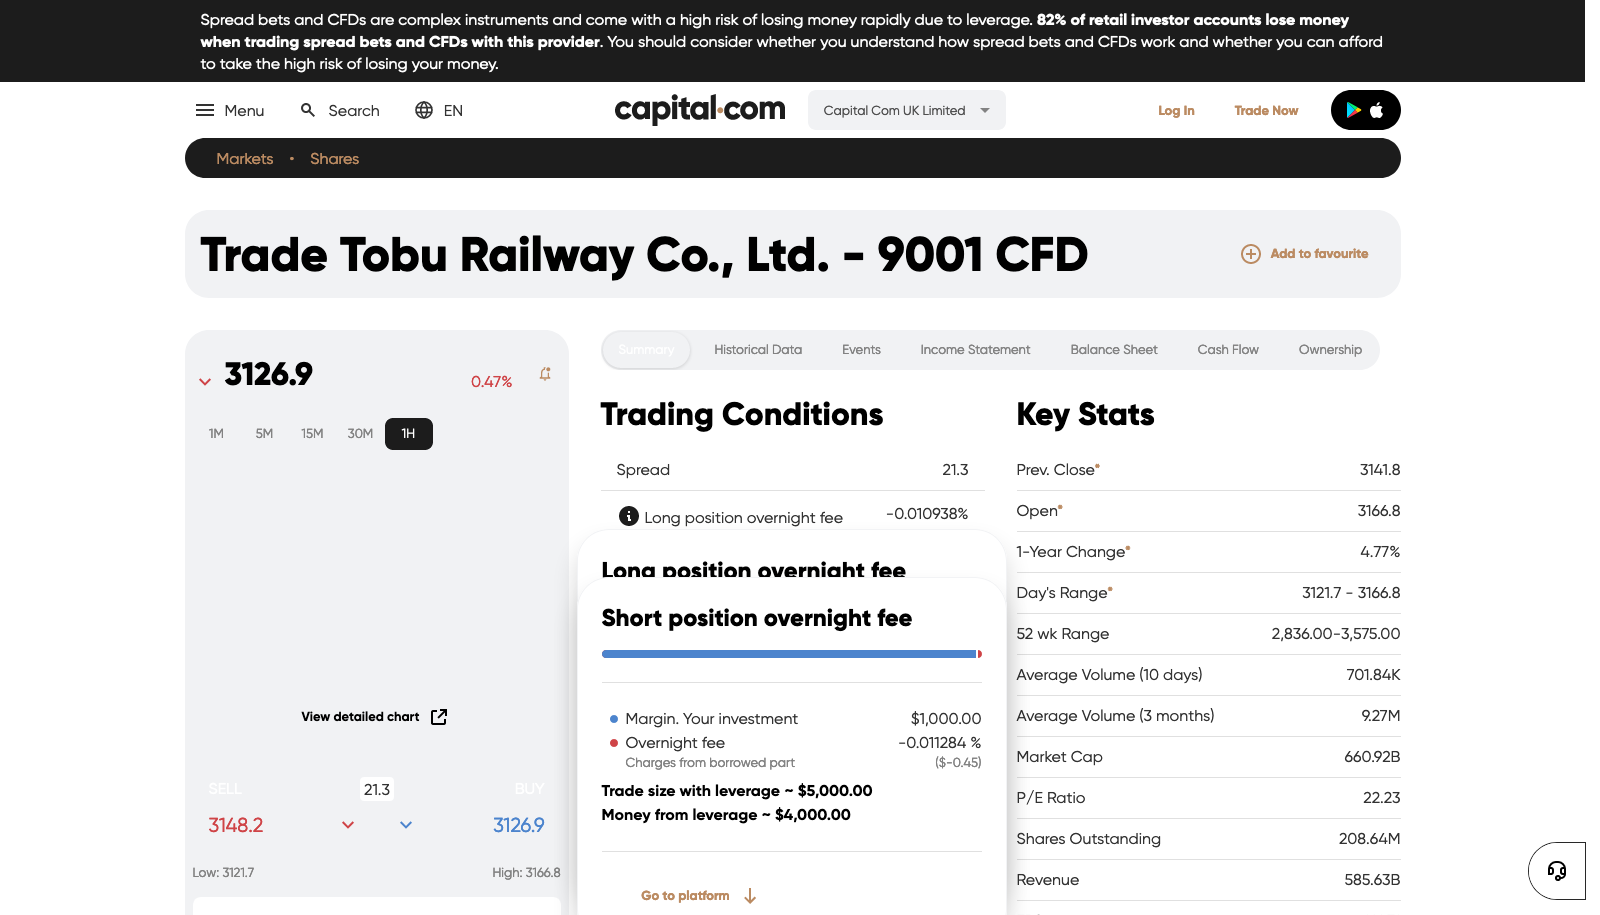 Spread bets and CFDs are complex instruments and come with a high risk of losing money rapidly due to leverage. 82% of retail investor accounts lose money
when trading spread bets and CFDs with this provider. You should consider whether you understand how spread bets and CFDs work and whether you can afford
to take the high risk of losing your money.
Menu Search EN capital.com Capital Com UK Limited Log In Trade Now
Markets · Shares
Trade Tobu Railway Co., Ltd. - 9001 CFD Add to favourite
3126.9 0.47%
1M 5M 15M 30M 1H
View detailed chart
SELL 21.3 BUY
3148.2 3126.9
Low: 3121.7 High: 3166.8
Summary Historical Data Events Income Statement Balance Sheet Cash Flow Ownership
Trading Conditions
Spread 21.3
Long position overnight fee -0.010938%
Long position overnight fee
Short position overnight fee
Margin. Your investment $1,000.00
Overnight fee -0.011284 %
Charges from borrowed part ($-0.45)
Trade size with leverage ~ $5,000.00
Money from leverage ~ $4,000.00
Go to platform
Key Stats
Prev. Close* 3141.8
Open* 3166.8
1-Year Change* 4.77%
Day's Range* 3121.7 - 3166.8
52 wk Range 2,836.00-3,575.00
Average Volume (10 days) 701.84K
Average Volume (3 months) 9.27M
Market Cap 660.92B
P/E Ratio 22.23
Shares Outstanding 208.64M
Revenue 585.63B